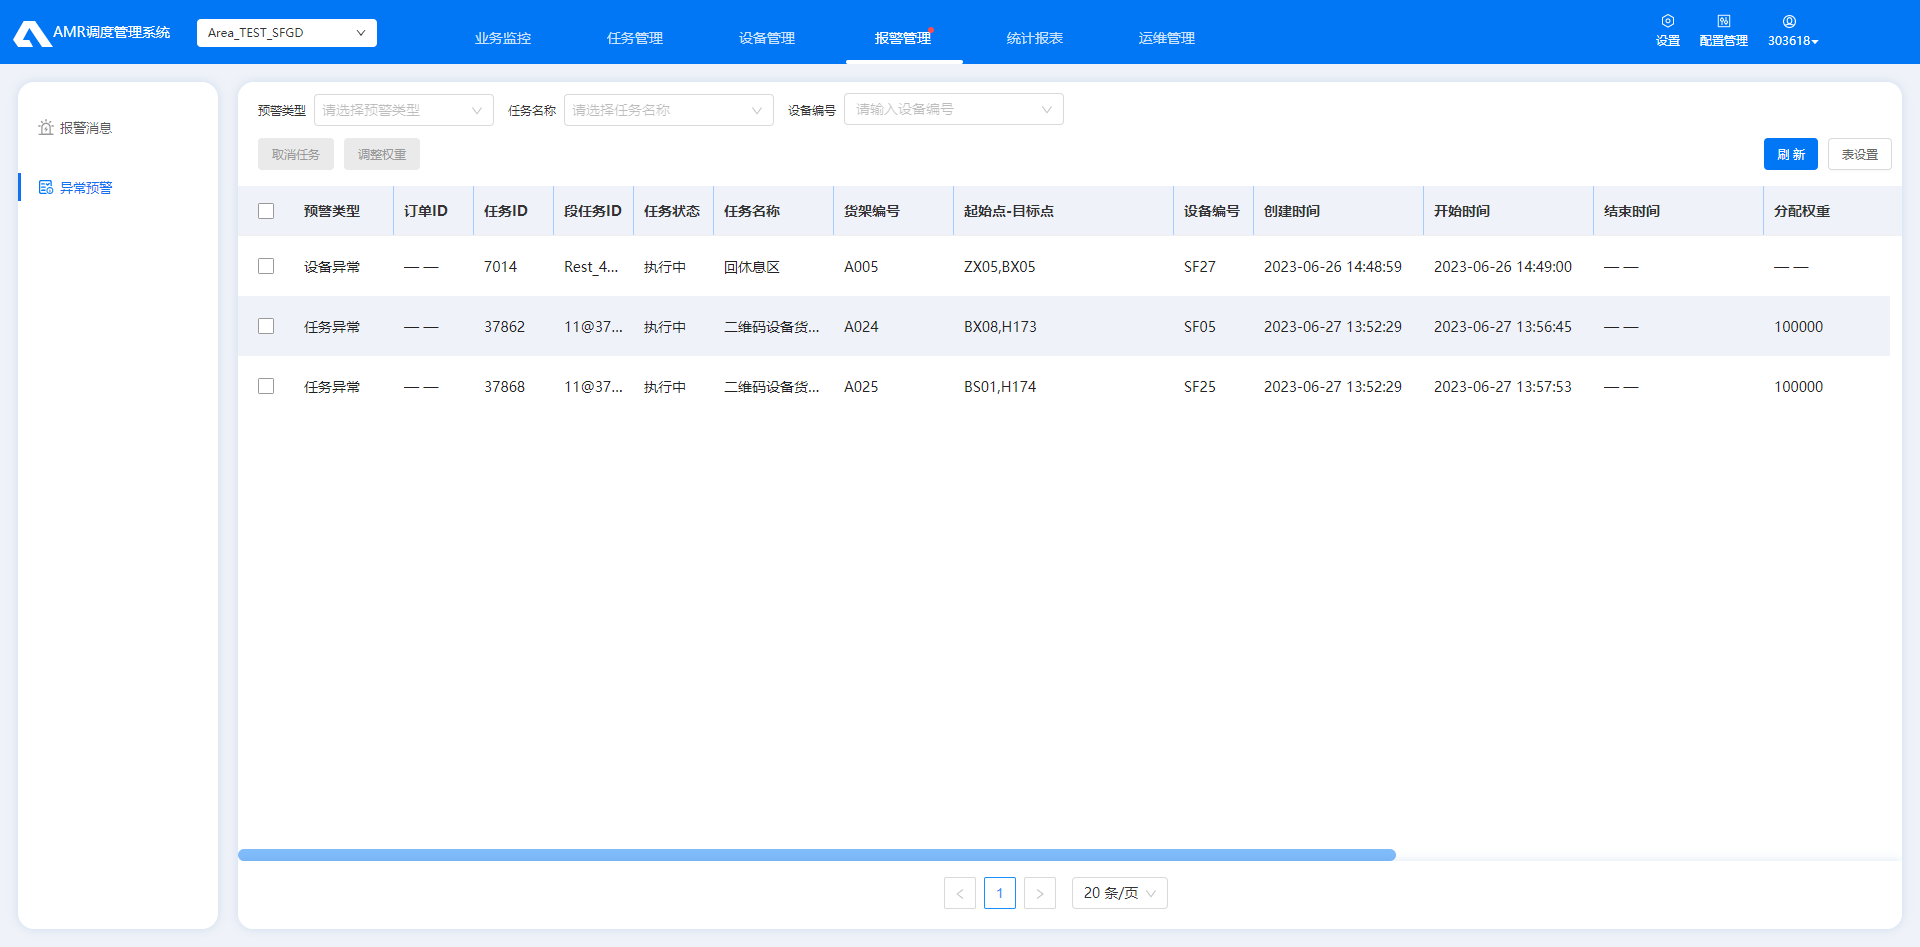 AMR调度管理系统 Area_TEST_SFGD 业务监控 任务管理 设备管理 报警管理 统计报表 运维管理 设置 配置管理 303618
报警消息
异常预警
预警类型 请选择预警类型 任务名称 请选择任务名称 设备编号 请输入设备编号
取消任务 调整权重 刷 新 表设置
预警类型 订单ID 任务ID 段任务ID 任务状态 任务名称 货架编号 起始点-目标点 设备编号 创建时间 开始时间 结束时间 分配权重
设备异常 — — 7014 Rest_4... 执行中 回休息区 A005 ZX05,BX05 SF27 2023-06-26 14:48:59 2023-06-26 14:49:00 — — — —
任务异常 — — 37862 11@37... 执行中 二维码设备货... A024 BX08,H173 SF05 2023-06-27 13:52:29 2023-06-27 13:56:45 — — 100000
任务异常 — — 37868 11@37... 执行中 二维码设备货... A025 BS01,H174 SF25 2023-06-27 13:52:29 2023-06-27 13:57:53 — — 100000
< 1 > 20 条/页